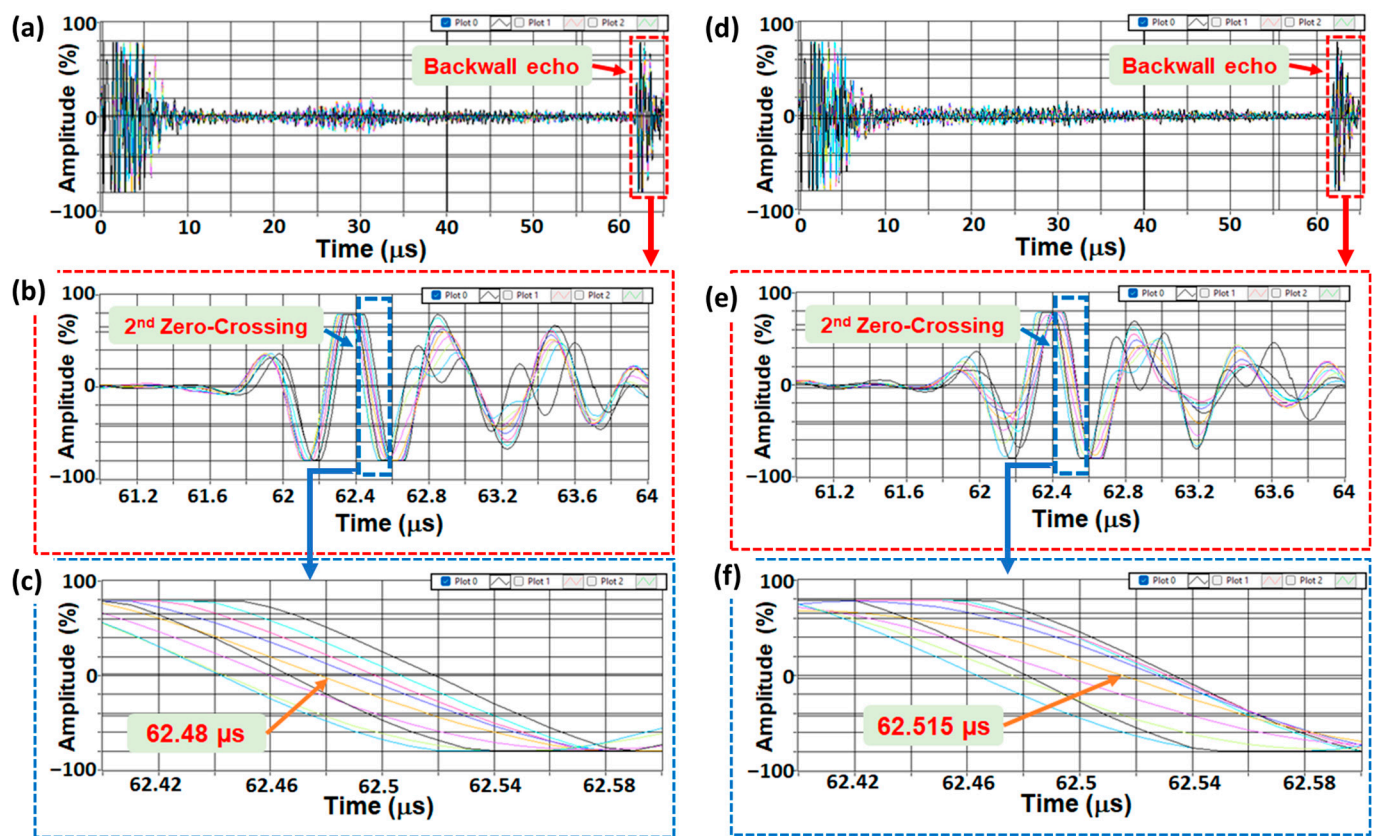 (a)
100
Plot 0 Plot 1 Plot 2
Backwall echo
0
−100
Amplitude (%)
0 10 20 30 40 50 60
Time (μs)
(b)
100
Plot 0 Plot 1 Plot 2
2nd Zero-Crossing
0
−100
Amplitude (%)
61.2 61.6 62 62.4 62.8 63.2 63.6 64
Time (μs)
(c)
100
Plot 0 Plot 1 Plot 2
0
62.48 μs
−100
Amplitude (%)
62.42 62.46 62.5 62.54 62.58
Time (μs)
(d)
100
Plot 0 Plot 1 Plot 2
Backwall echo
0
−100
Amplitude (%)
0 10 20 30 40 50 60
Time (μs)
(e)
100
Plot 0 Plot 1 Plot 2
2nd Zero-Crossing
0
−100
Amplitude (%)
61.2 61.6 62 62.4 62.8 63.2 63.6 64
Time (μs)
(f)
100
Plot 0 Plot 1 Plot 2
0
62.515 μs
−100
Amplitude (%)
62.42 62.46 62.5 62.54 62.58
Time (μs)